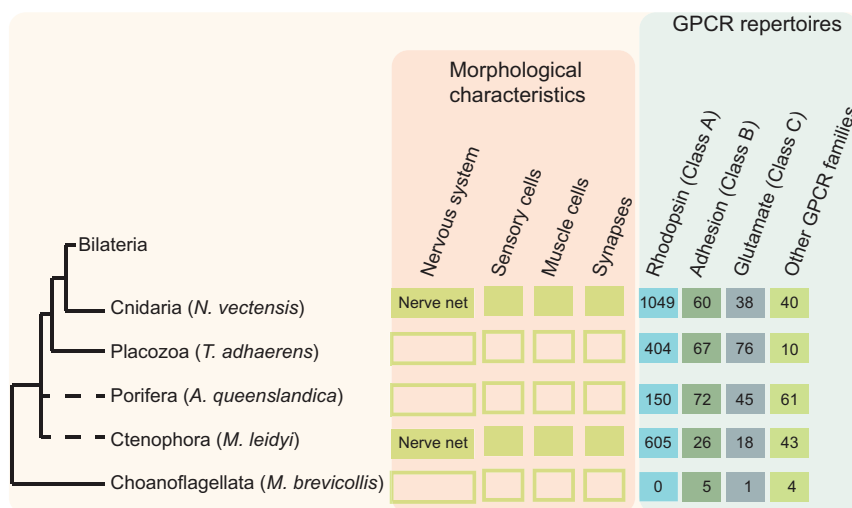 GPCR repertoires
Morphological
characteristics
Nervous system
Sensory cells
Muscle cells
Synapses
Rhodopsin (Class A)
Adhesion (Class B)
Glutamate (Class C)
Other GPCR families
Bilateria
Cnidaria (N. vectensis) Nerve net 1049 60 38 40
Placozoa (T. adhaerens) 404 67 76 10
Porifera (A. queenslandica) 150 72 45 61
Ctenophora (M. leidyi) Nerve net 605 26 18 43
Choanoflagellata (M. brevicollis) 0 5 1 4